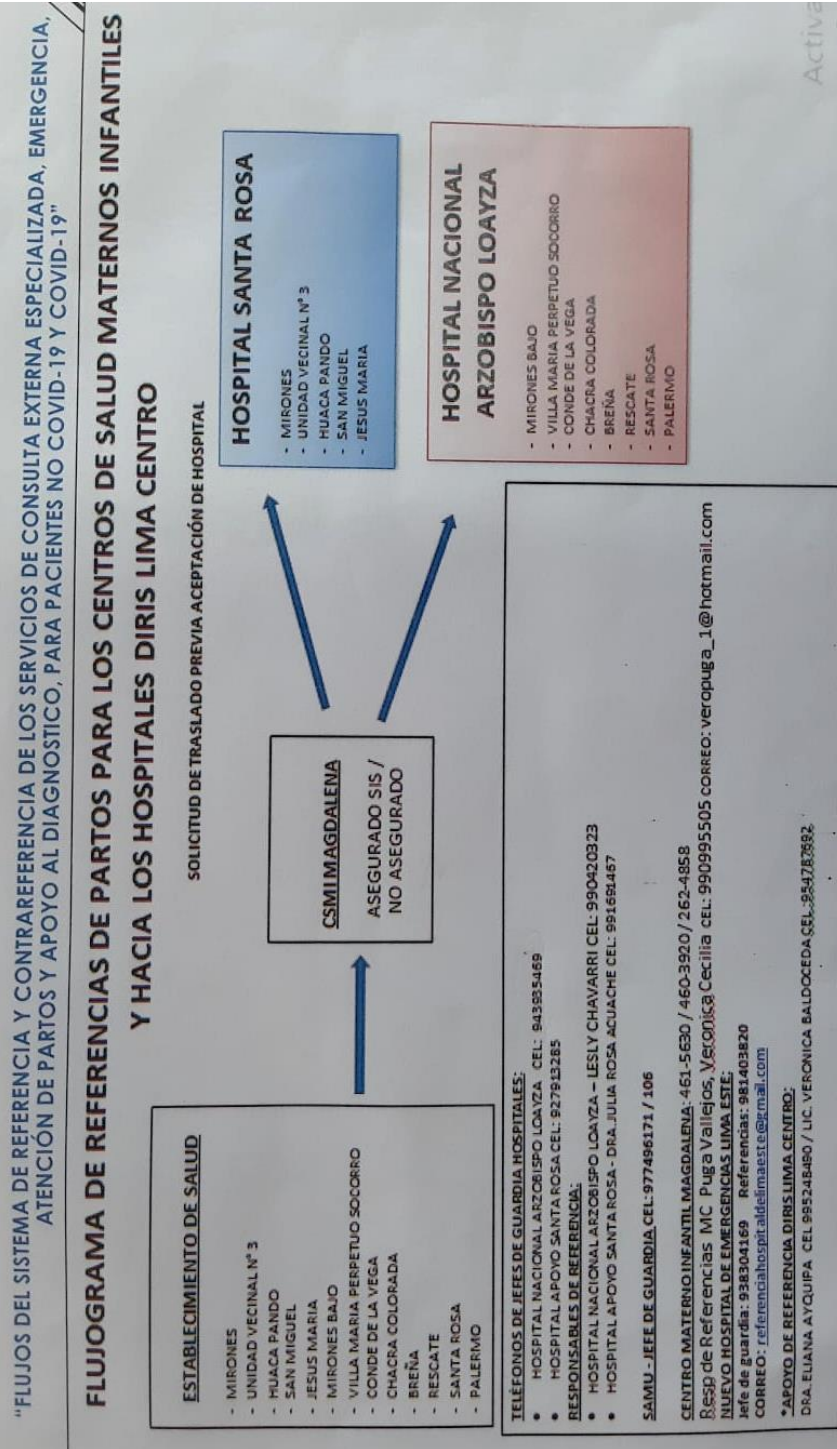 "FLUJOS DEL SISTEMA DE REFERENCIA Y CONTRAREFERENCIA DE LOS SERVICIOS DE CONSULTA EXTERNA ESPECIALIZADA, EMERGENCIA,
ATENCIÓN DE PARTOS Y APOYO AL DIAGNOSTICO, PARA PACIENTES NO COVID-19 Y COVID-19"
FLUJOGRAMA DE REFERENCIAS DE PARTOS PARA LOS CENTROS DE SALUD MATERNOS INFANTILES
Y HACIA LOS HOSPITALES DIRIS LIMA CENTRO
SOLICITUD DE TRASLADO PREVIA ACEPTACIÓN DE HOSPITAL
ESTABLECIMIENTO DE SALUD
- MIRONES
- UNIDAD VECINAL N° 3
- HUACA PANDO
- SAN MIGUEL
- JESUS MARIA
- MIRONES BAJO
- VILLA MARIA PERPETUO SOCORRO
- CONDE DE LA VEGA
- CHACRA COLORADA
- BREÑA
- RESCATE
- SANTA ROSA
- PALERMO
CSMI MAGDALENA
ASEGURADO SIS /
NO ASEGURADO
HOSPITAL SANTA ROSA
- MIRONES
- UNIDAD VECINAL N° 3
- HUACA PANDO
- SAN MIGUEL
- JESUS MARIA
HOSPITAL NACIONAL
ARZOBISPO LOAYZA
- MIRONES BAJO
- VILLA MARIA PERPETUO SOCORRO
- CONDE DE LA VEGA
- CHACRA COLORADA
- BREÑA
- RESCATE
- SANTA ROSA
- PALERMO
TELÉFONOS DE JEFES DE GUARDIA HOSPITALES:
• HOSPITAL NACIONAL ARZOBISPO LOAYZA CEL: 943935469
• HOSPITAL APOYO SANTA ROSA CEL: 927913285
RESPONSABLES DE REFERENCIA:
• HOSPITAL NACIONAL ARZOBISPO LOAYZA – LESLY CHAVARRI CEL: 990420323
• HOSPITAL APOYO SANTA ROSA - DRA. JULIA ROSA ACUACHE CEL: 991691467
SAMU - JEFE DE GUARDIA CEL: 977496171 / 106
CENTRO MATERNO INFANTIL MAGDALENA: 461-5630 / 460-3920 / 262-4858
Resp de Referencias MC Puga Vallejos, Veronica Cecilia CEL: 990995505 CORREO: veropuga_1@hotmail.com
NUEVO HOSPITAL DE EMERGENCIAS LIMA ESTE:
Jefe de guardia: 938304169 Referencias: 981403820
CORREO: referenciahospitaldelimaeste@gmail.com
*APOYO DE REFERENCIA DIRIS LIMA CENTRO:
DRA. ELIANA AYQUIPA CEL 995248490 / LIC. VERONICA BALDOCEDA CEL: 954787692
Activa